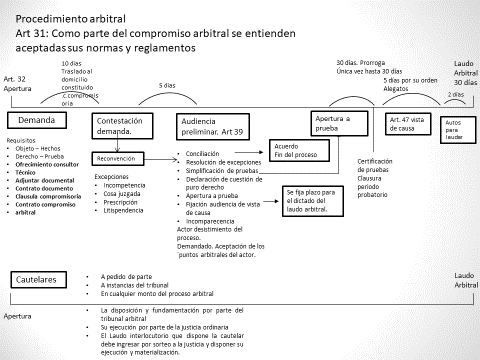 Procedimiento arbitral
Art 31: Como parte del compromiso arbitral se entienden
aceptadas sus normas y reglamentos
Art. 32
Apertura
10 días
Traslado al
domicilio
constituido
.c.compromis
oria
5 días
30 días. Prorroga
Única vez hasta 30 días
5 días por su orden
Alegatos
2 días
Laudo
Arbitral
30 días
Demanda
Contestación
demanda.
Audiencia
preliminar. Art 39
Apertura a
prueba
Art. 47 vista
de causa
Autos
para
laudar
Requisitos
• Objeto – Hechos
• Derecho – Prueba
• Ofrecimiento consultor
• Técnico
• Adjuntar documental
• Contrato documento
• Clausula compromisoria
• Contrato compromiso
• arbitral
Reconvención
Excepciones
• Incompetencia
• Cosa juzgada
• Prescripción
• Litispendencia
• Conciliación
• Resolución de excepciones
• Simplificación de pruebas
• Declaración de cuestión de
puro derecho
• Apertura a prueba
• Fijación audiencia de vista
de causa
• Incomparecencia
Actor desistimiento del
proceso.
Demandado. Aceptación de los
puntos arbitrales del actor.
Acuerdo
Fin del proceso
Se fija plazo para
el dictado del
laudo arbitral.
Certificación
de pruebas
Clausura
periodo
probatorio
Cautelares
• A pedido de parte
• A instancias del tribunal
• En cualquier monto del proceso arbitral
Laudo
Arbitral
Apertura
• La disposición y fundamentación por parte del
tribunal arbitral
• Su ejecución por parte de la justicia ordinaria
• El Laudo interlocutorio que dispone la cautelar
debe ingresar por sorteo a la justicia y disponer su
ejecución y materialización.